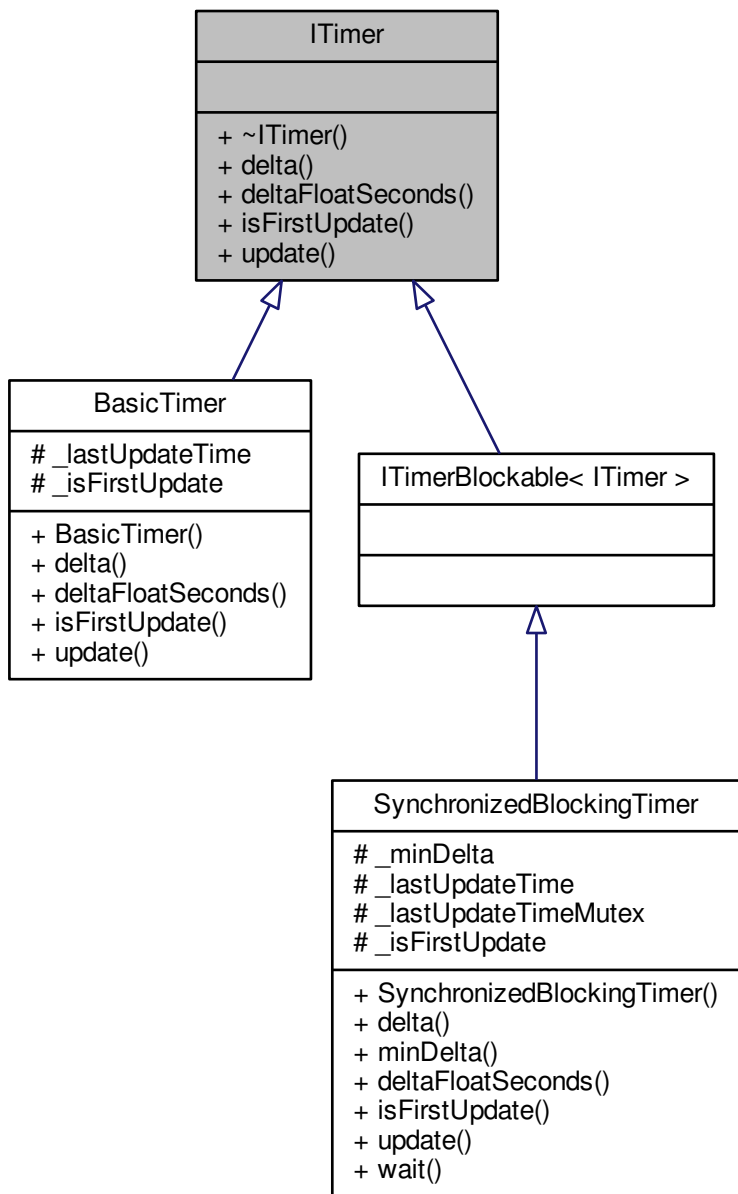 ITimer
+ ~ITimer()
+ delta()
+ deltaFloatSeconds()
+ isFirstUpdate()
+ update()
BasicTimer
# _lastUpdateTime
# _isFirstUpdate
+ BasicTimer()
+ delta()
+ deltaFloatSeconds()
+ isFirstUpdate()
+ update()
ITimerBlockable< ITimer >
SynchronizedBlockingTimer
# _minDelta
# _lastUpdateTime
# _lastUpdateTimeMutex
# _isFirstUpdate
+ SynchronizedBlockingTimer()
+ delta()
+ minDelta()
+ deltaFloatSeconds()
+ isFirstUpdate()
+ update()
+ wait()